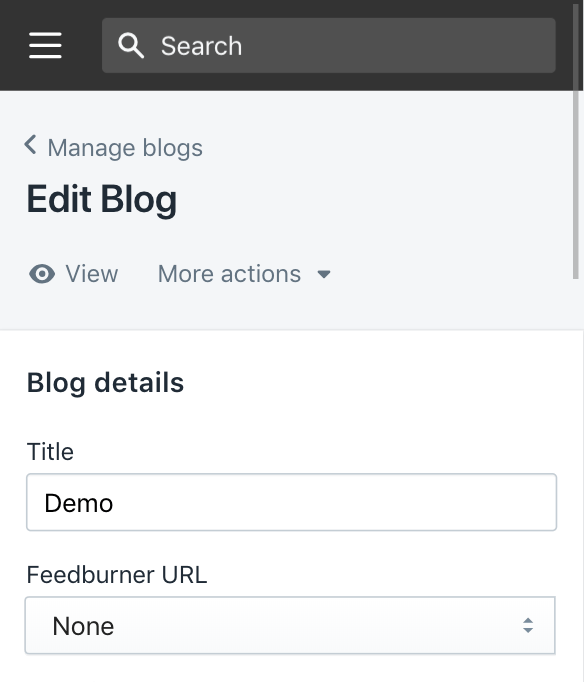 Search
Manage blogs
Edit Blog
View More actions
Blog details
Title
Demo
Feedburner URL
None